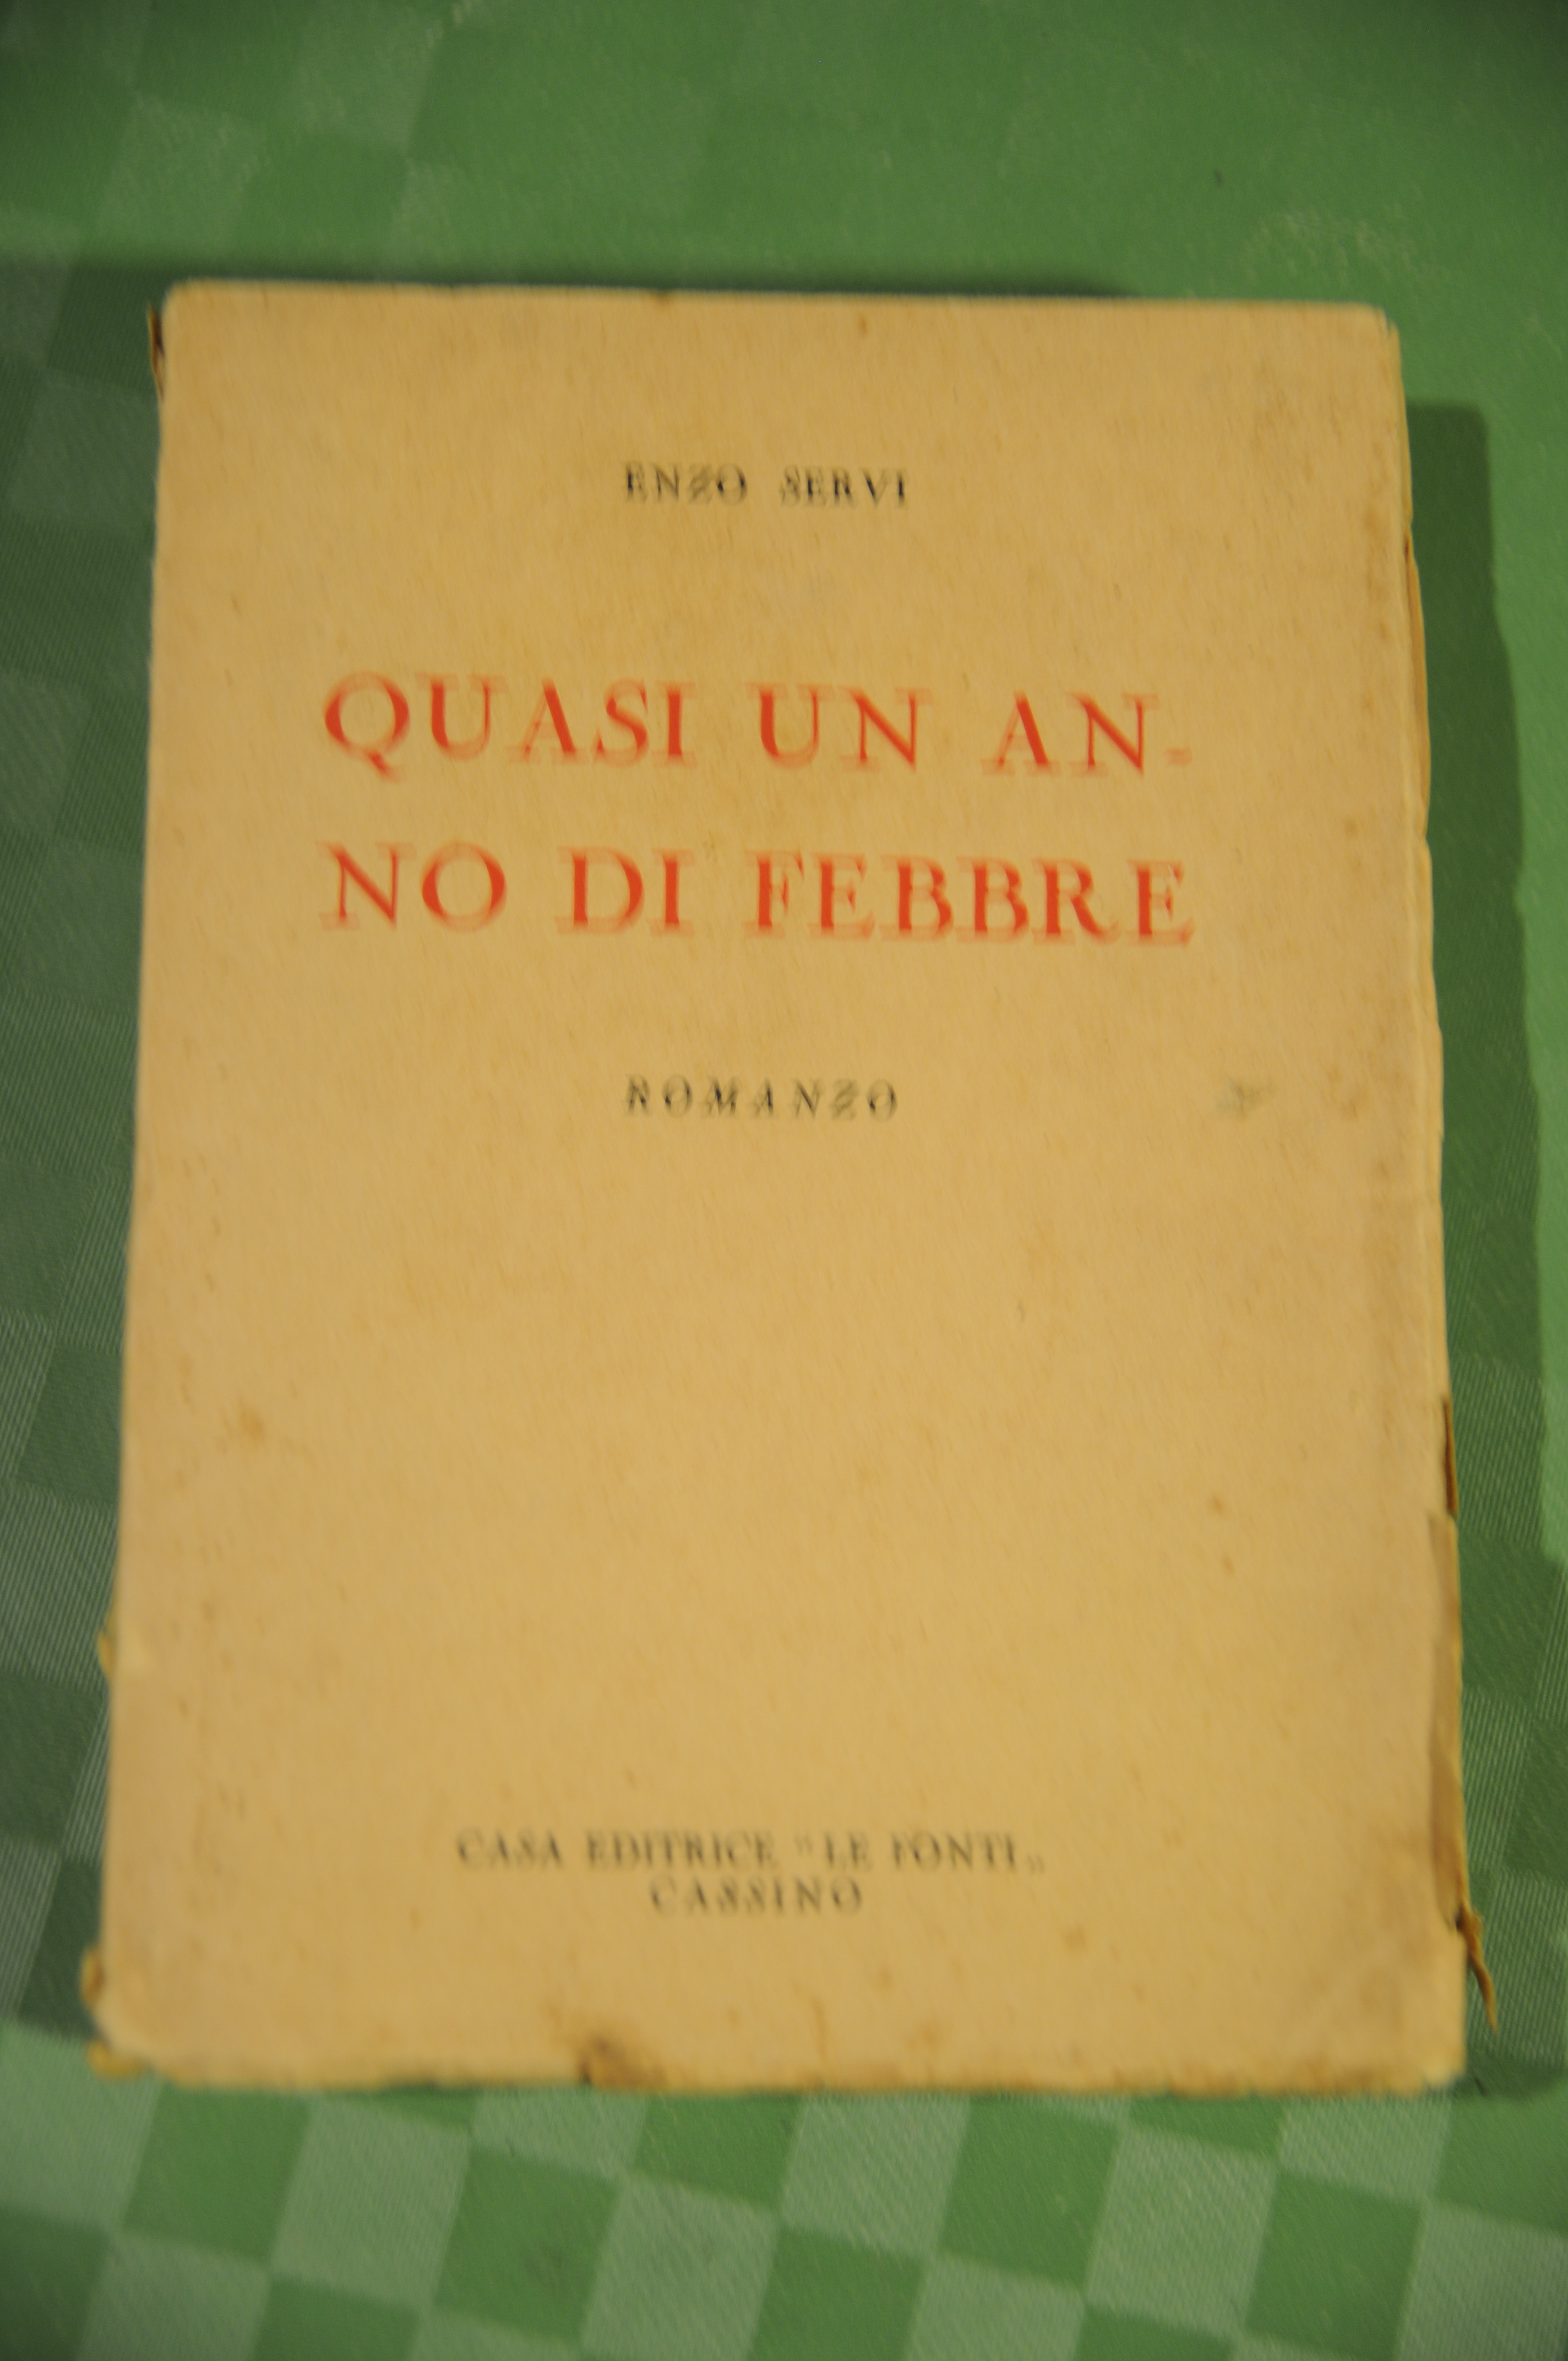 ENZO SERVI
QUASI UN AN-
NO DI FEBBRE
ROMANZO
CASA EDITRICE "LE FONTI„
CASSINO